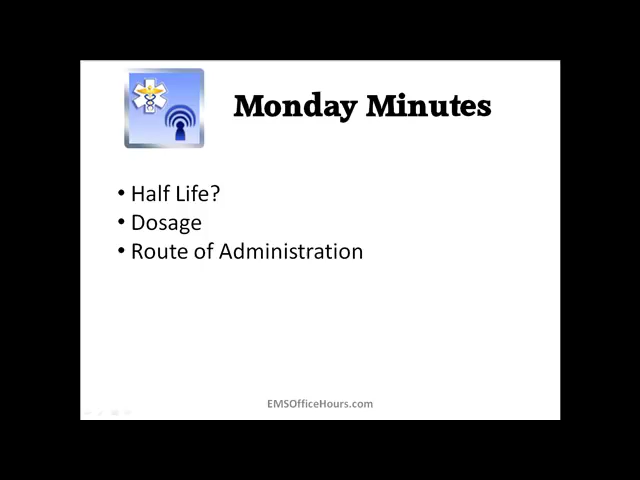 Monday Minutes
• Half Life?
• Dosage
• Route of Administration
EMSOfficeHours.com